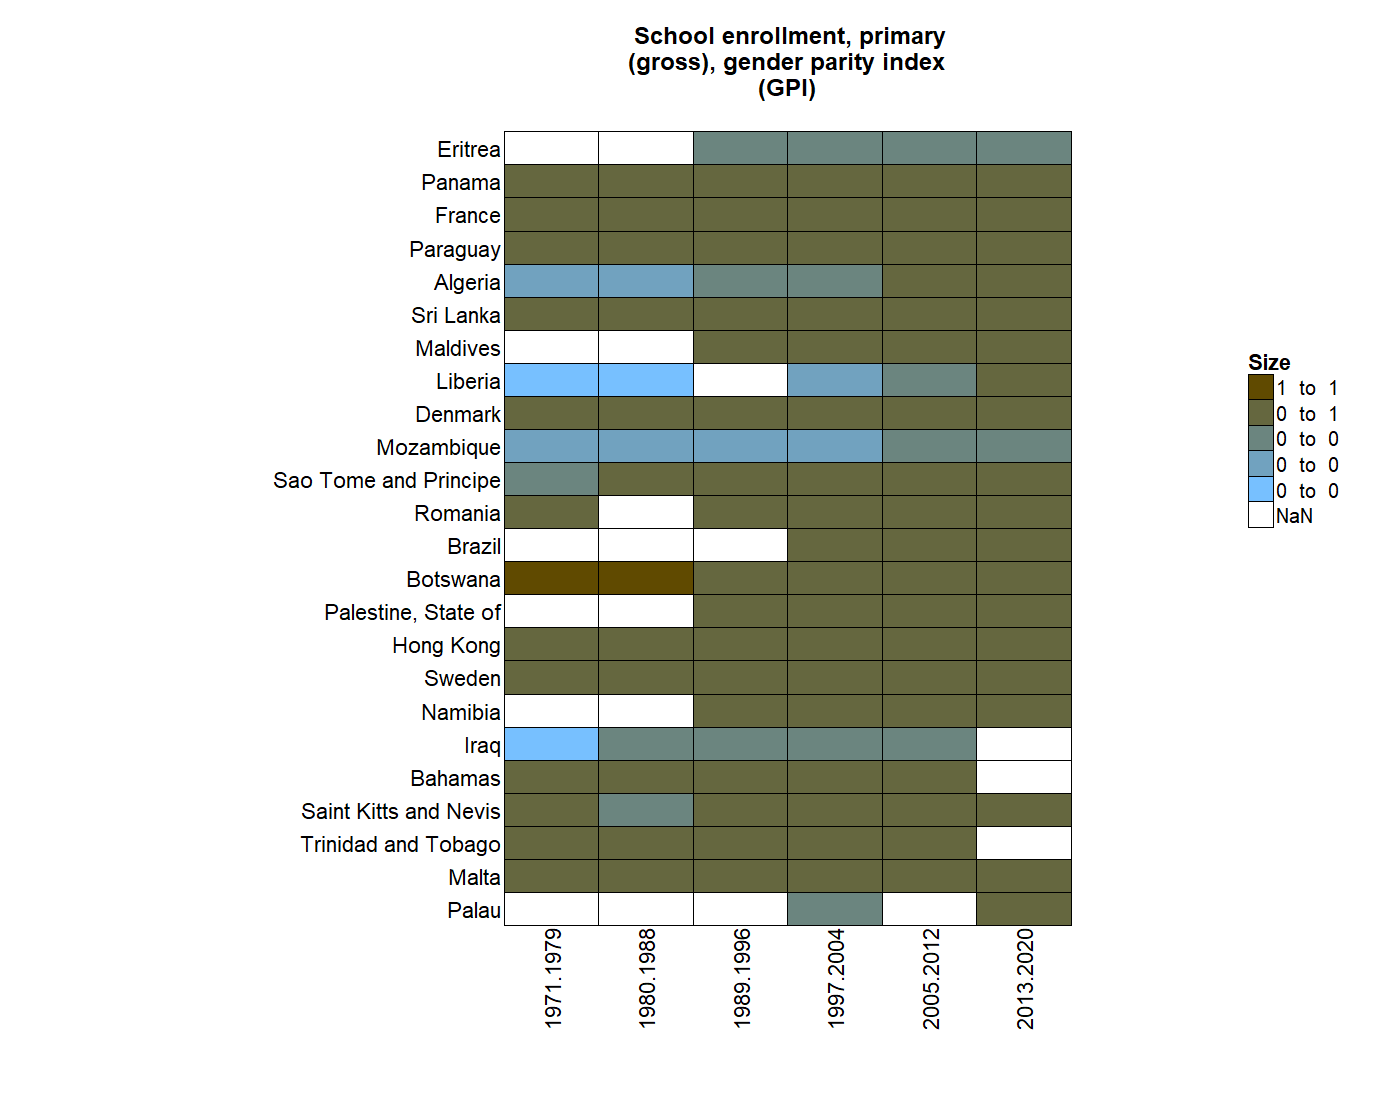 School enrollment, primary
(gross), gender parity index
(GPI)
Eritrea
Panama
France
Paraguay
Algeria
Sri Lanka
Maldives
Liberia
Denmark
Mozambique
Sao Tome and Principe
Romania
Brazil
Botswana
Palestine, State of
Hong Kong
Sweden
Namibia
Iraq
Bahamas
Saint Kitts and Nevis
Trinidad and Tobago
Malta
Palau
1971.1979
1980.1988
1989.1996
1997.2004
2005.2012
2013.2020
Size
1 to 1
0 to 1
0 to 0
0 to 0
0 to 0
NaN